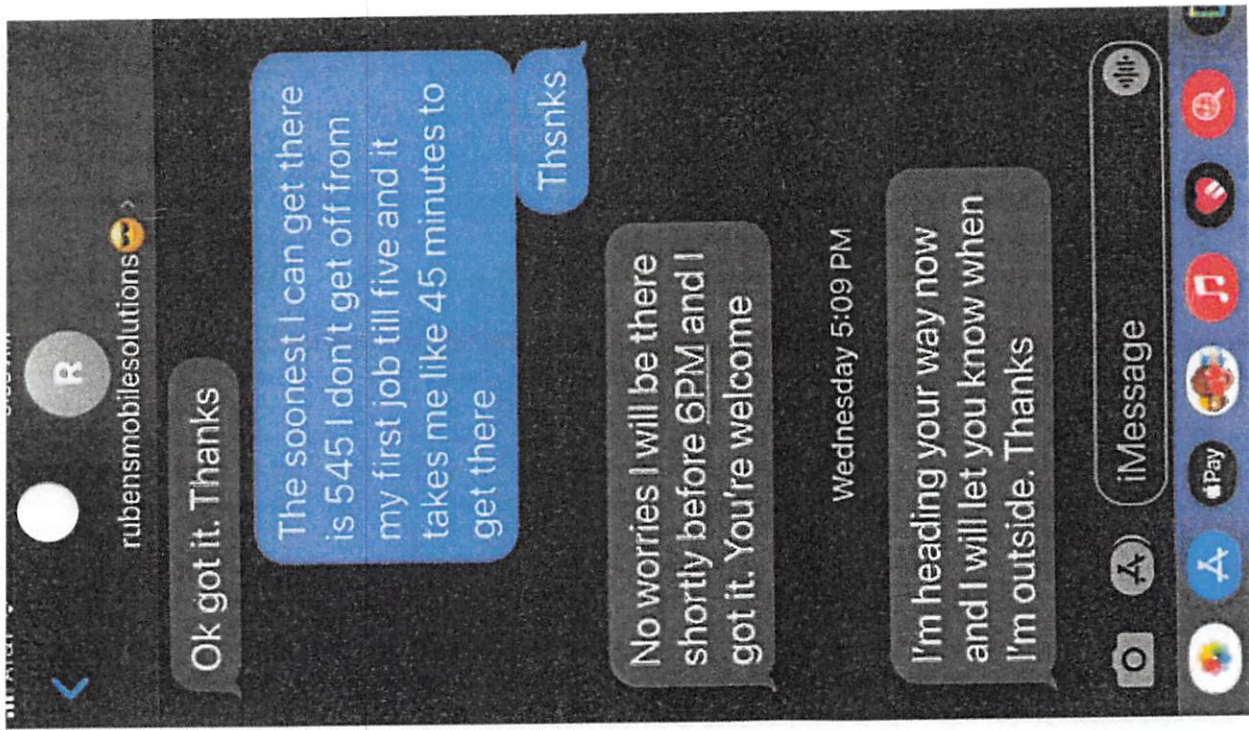 R
rubensmobilesolutions😎 >
Ok got it. Thanks
The soonest I can get there
is 545 I don't get off from
my first job till five and it
takes me like 45 minutes to
get there
Thsnks
No worries I will be there
shortly before 6PM and I
got it. You're welcome
Wednesday 5:09 PM
I'm heading your way now
and I will let you know when
I'm outside. Thanks
iMessage
Pay